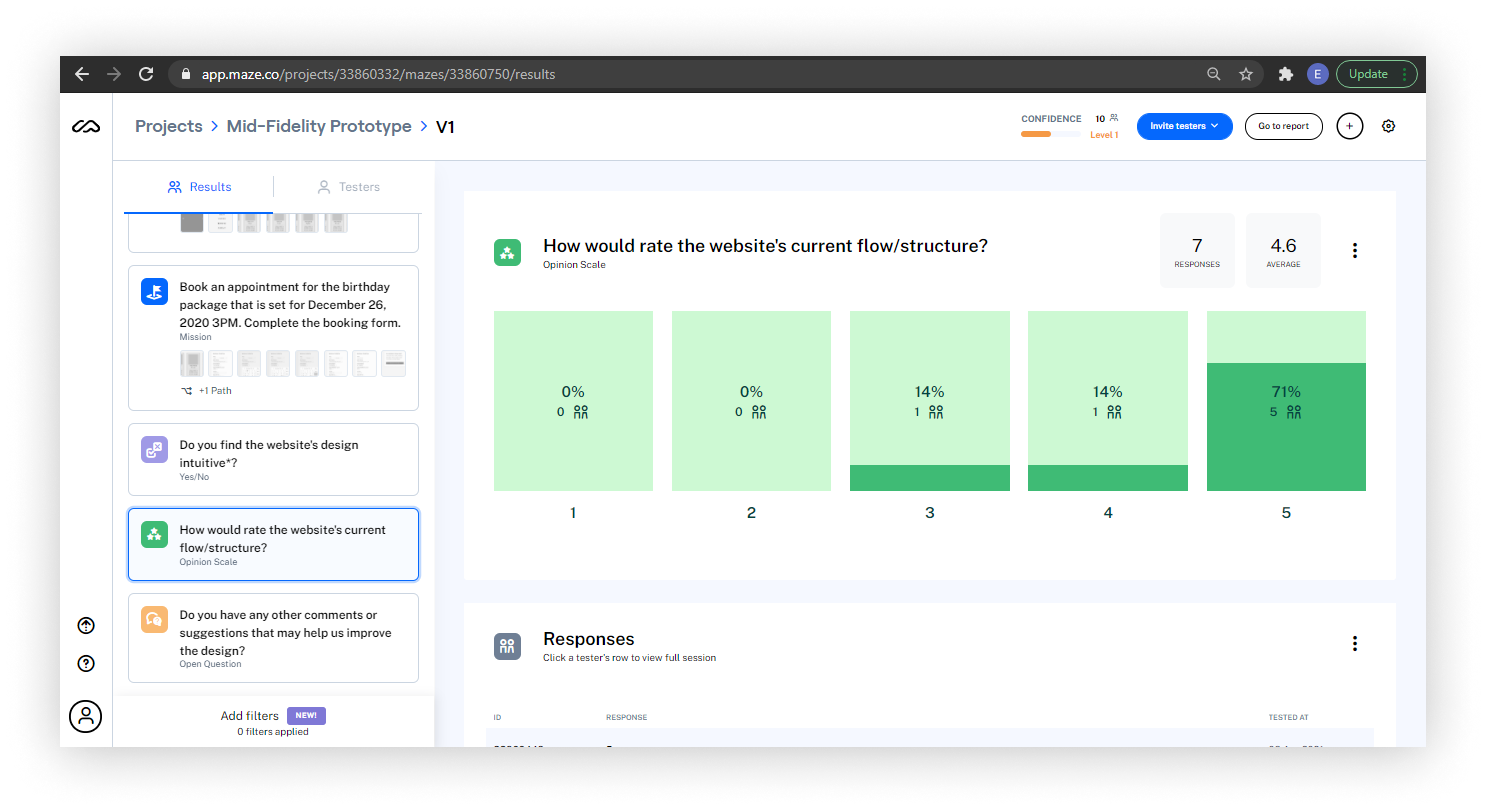 app.maze.co/projects/33860332/mazes/33860750/results
E
Update
Projects > Mid-Fidelity Prototype > V1
CONFIDENCE 10
Level 1
Invite testers
Go to report
Results
Testers
Book an appointment for the birthday
package that is set for December 26,
2020 3PM. Complete the booking form.
Mission
+1 Path
Do you find the website's design
intuitive*?
Yes/No
How would rate the website's current
flow/structure?
Opinion Scale
Do you have any other comments or
suggestions that may help us improve
the design?
Open Question
Add filters NEW!
0 filters applied
How would rate the website's current flow/structure?
Opinion Scale
7
RESPONSES
4.6
AVERAGE
0%
0
0%
0
14%
1
14%
1
71%
5
1
2
3
4
5
Responses
Click a tester's row to view full session
ID
RESPONSE
TESTED AT